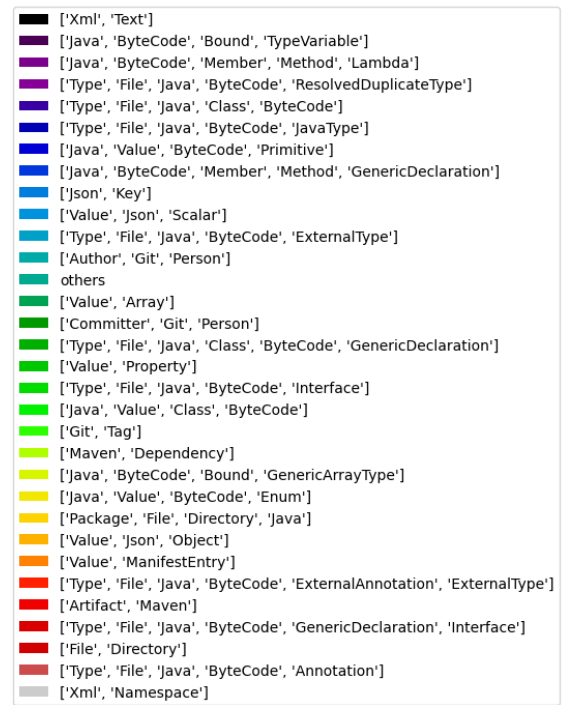 ['Xml', 'Text']
['Java', 'ByteCode', 'Bound', 'TypeVariable']
['Java', 'ByteCode', 'Member', 'Method', 'Lambda']
['Type', 'File', 'Java', 'ByteCode', 'ResolvedDuplicateType']
['Type', 'File', 'Java', 'Class', 'ByteCode']
['Type', 'File', 'Java', 'ByteCode', 'JavaType']
['Java', 'Value', 'ByteCode', 'Primitive']
['Java', 'ByteCode', 'Member', 'Method', 'GenericDeclaration']
['Json', 'Key']
['Value', 'Json', 'Scalar']
['Type', 'File', 'Java', 'ByteCode', 'ExternalType']
['Author', 'Git', 'Person']
others
['Value', 'Array']
['Committer', 'Git', 'Person']
['Type', 'File', 'Java', 'Class', 'ByteCode', 'GenericDeclaration']
['Value', 'Property']
['Type', 'File', 'Java', 'ByteCode', 'Interface']
['Java', 'Value', 'Class', 'ByteCode']
['Git', 'Tag']
['Maven', 'Dependency']
['Java', 'ByteCode', 'Bound', 'GenericArrayType']
['Java', 'Value', 'ByteCode', 'Enum']
['Package', 'File', 'Directory', 'Java']
['Value', 'Json', 'Object']
['Value', 'ManifestEntry']
['Type', 'File', 'Java', 'ByteCode', 'ExternalAnnotation', 'ExternalType']
['Artifact', 'Maven']
['Type', 'File', 'Java', 'ByteCode', 'GenericDeclaration', 'Interface']
['File', 'Directory']
['Type', 'File', 'Java', 'ByteCode', 'Annotation']
['Xml', 'Namespace']